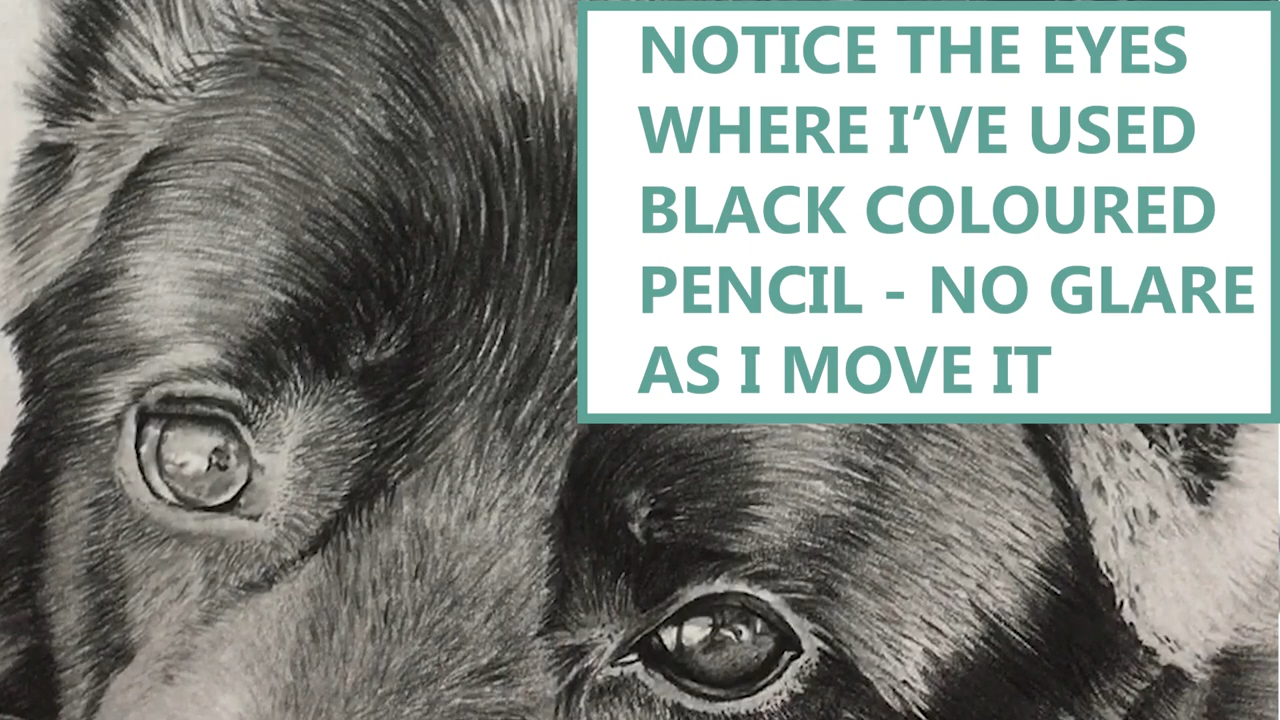 NOTICE THE EYES
WHERE I'VE USED
BLACK COLOURED
PENCIL - NO GLARE
AS I MOVE IT